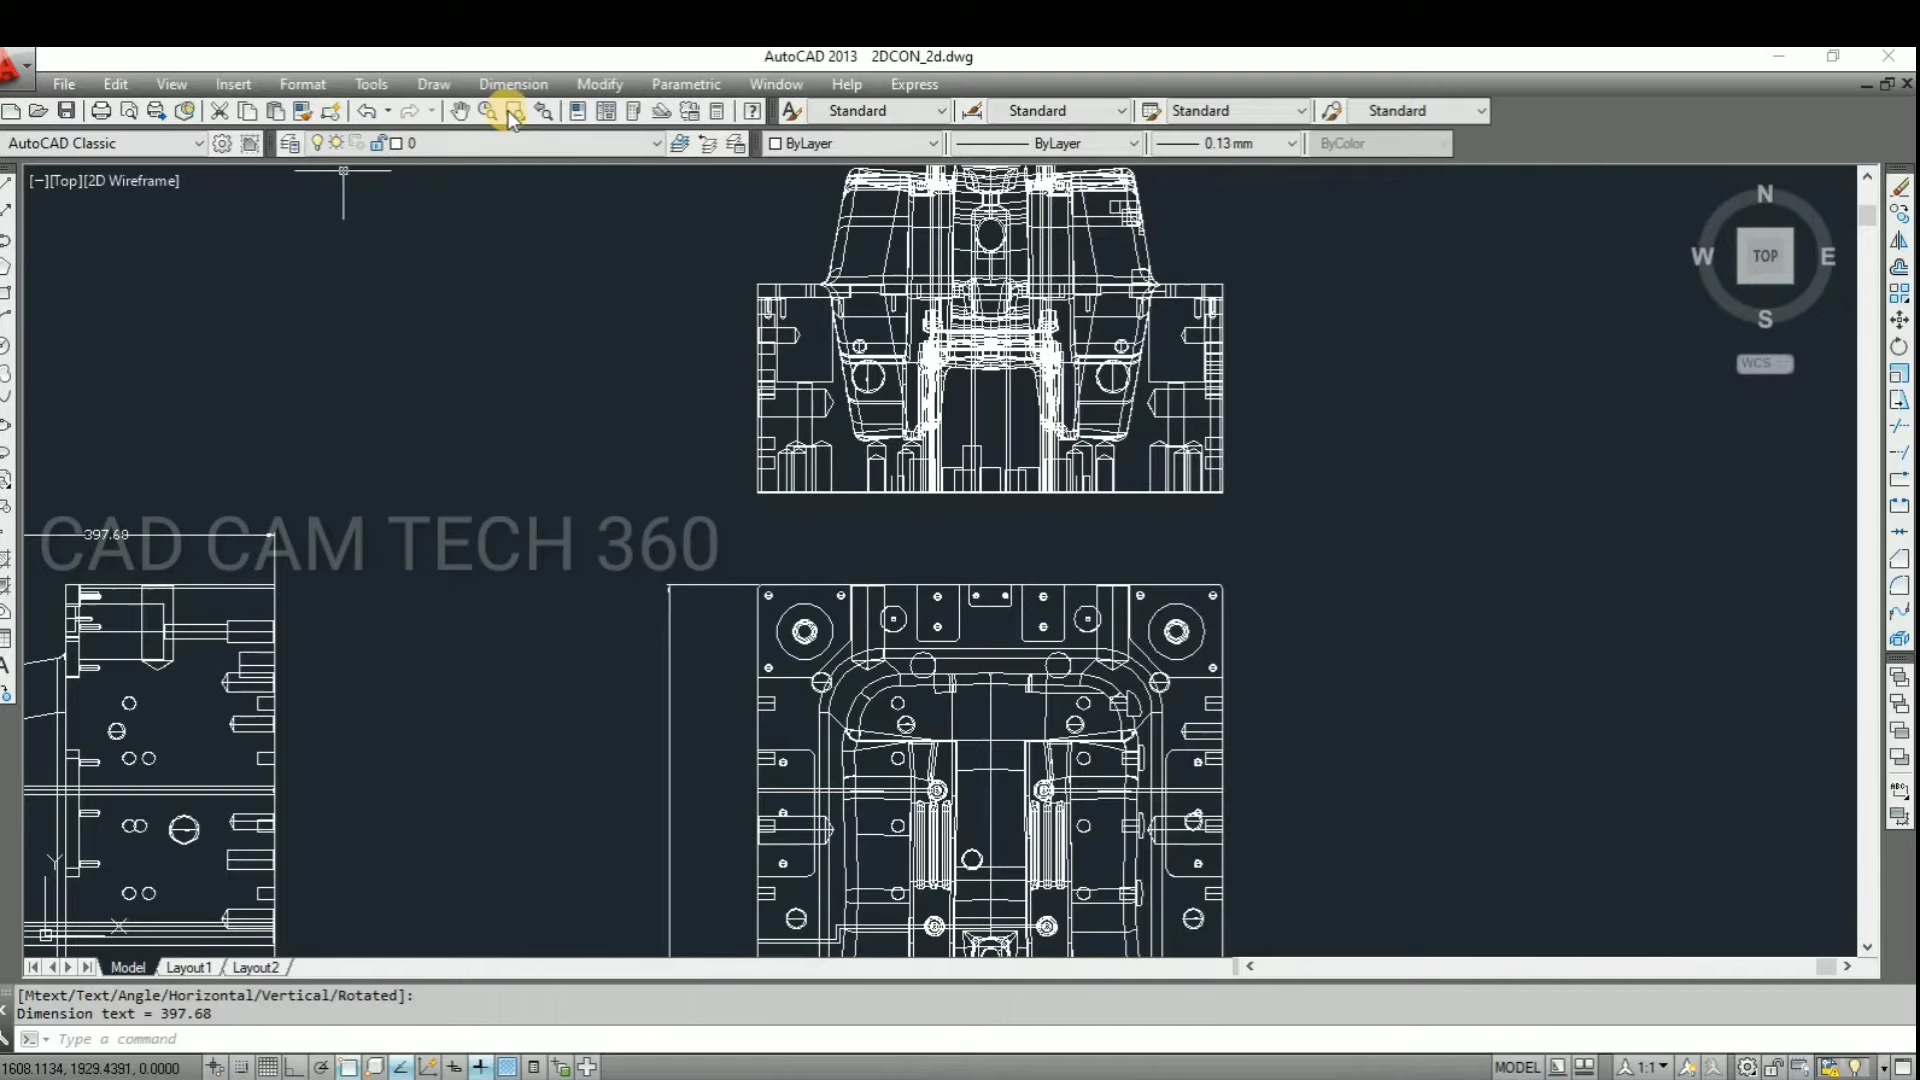 AutoCAD 2013 2DCON_2d.dwg
File Edit View Insert Format Tools Draw Dimension Modify Parametric Window Help Express
Standard Standard Standard Standard
AutoCAD Classic 0 ByLayer ByLayer 0.13 mm ByColor
[−][Top][2D Wireframe]
N
W TOP E
S
WCS
397.68
CAD CAM TECH 360
Y
X
A
Model Layout1 Layout2
[Mtext/Text/Angle/Horizontal/Vertical/Rotated]:
Dimension text = 397.68
Type a command
1608.1134, 1929.4391, 0.0000 MODEL 1:1